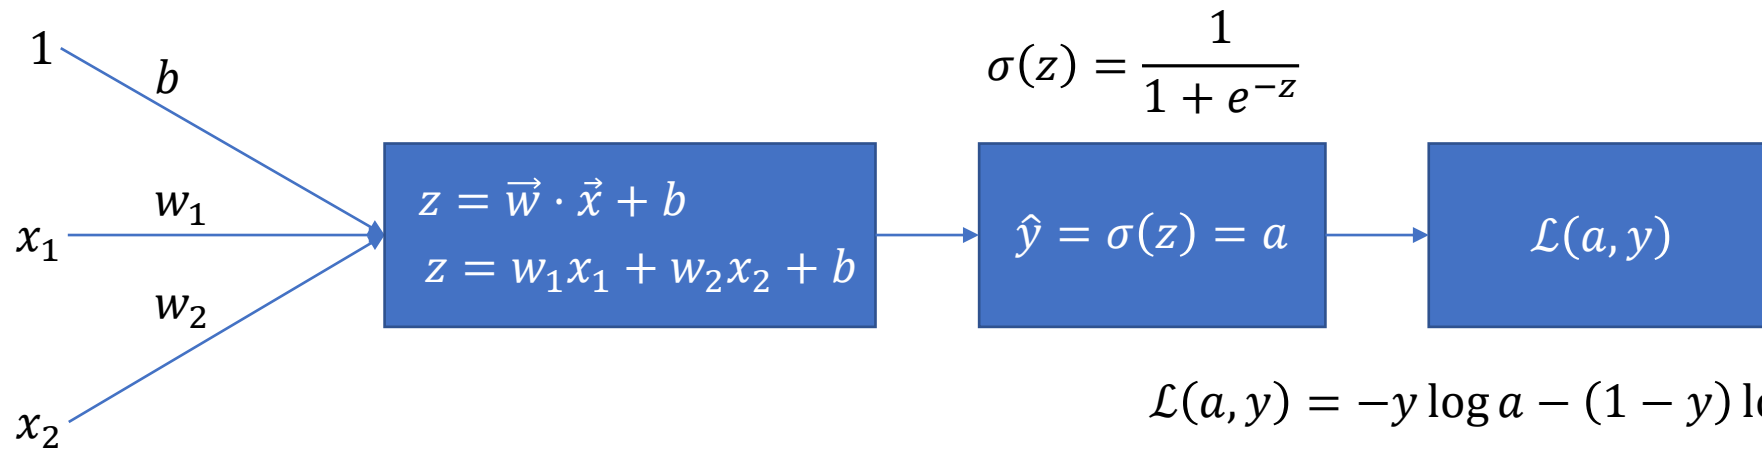 1
b
σ(z) = 1 / (1 + e^{−z})
w₁
x₁
z = w⃗ · x⃗ + b
z = w₁x₁ + w₂x₂ + b
ŷ = σ(z) = a
ℒ(a, y)
w₂
x₂
ℒ(a, y) = −y log a − (1 − y)